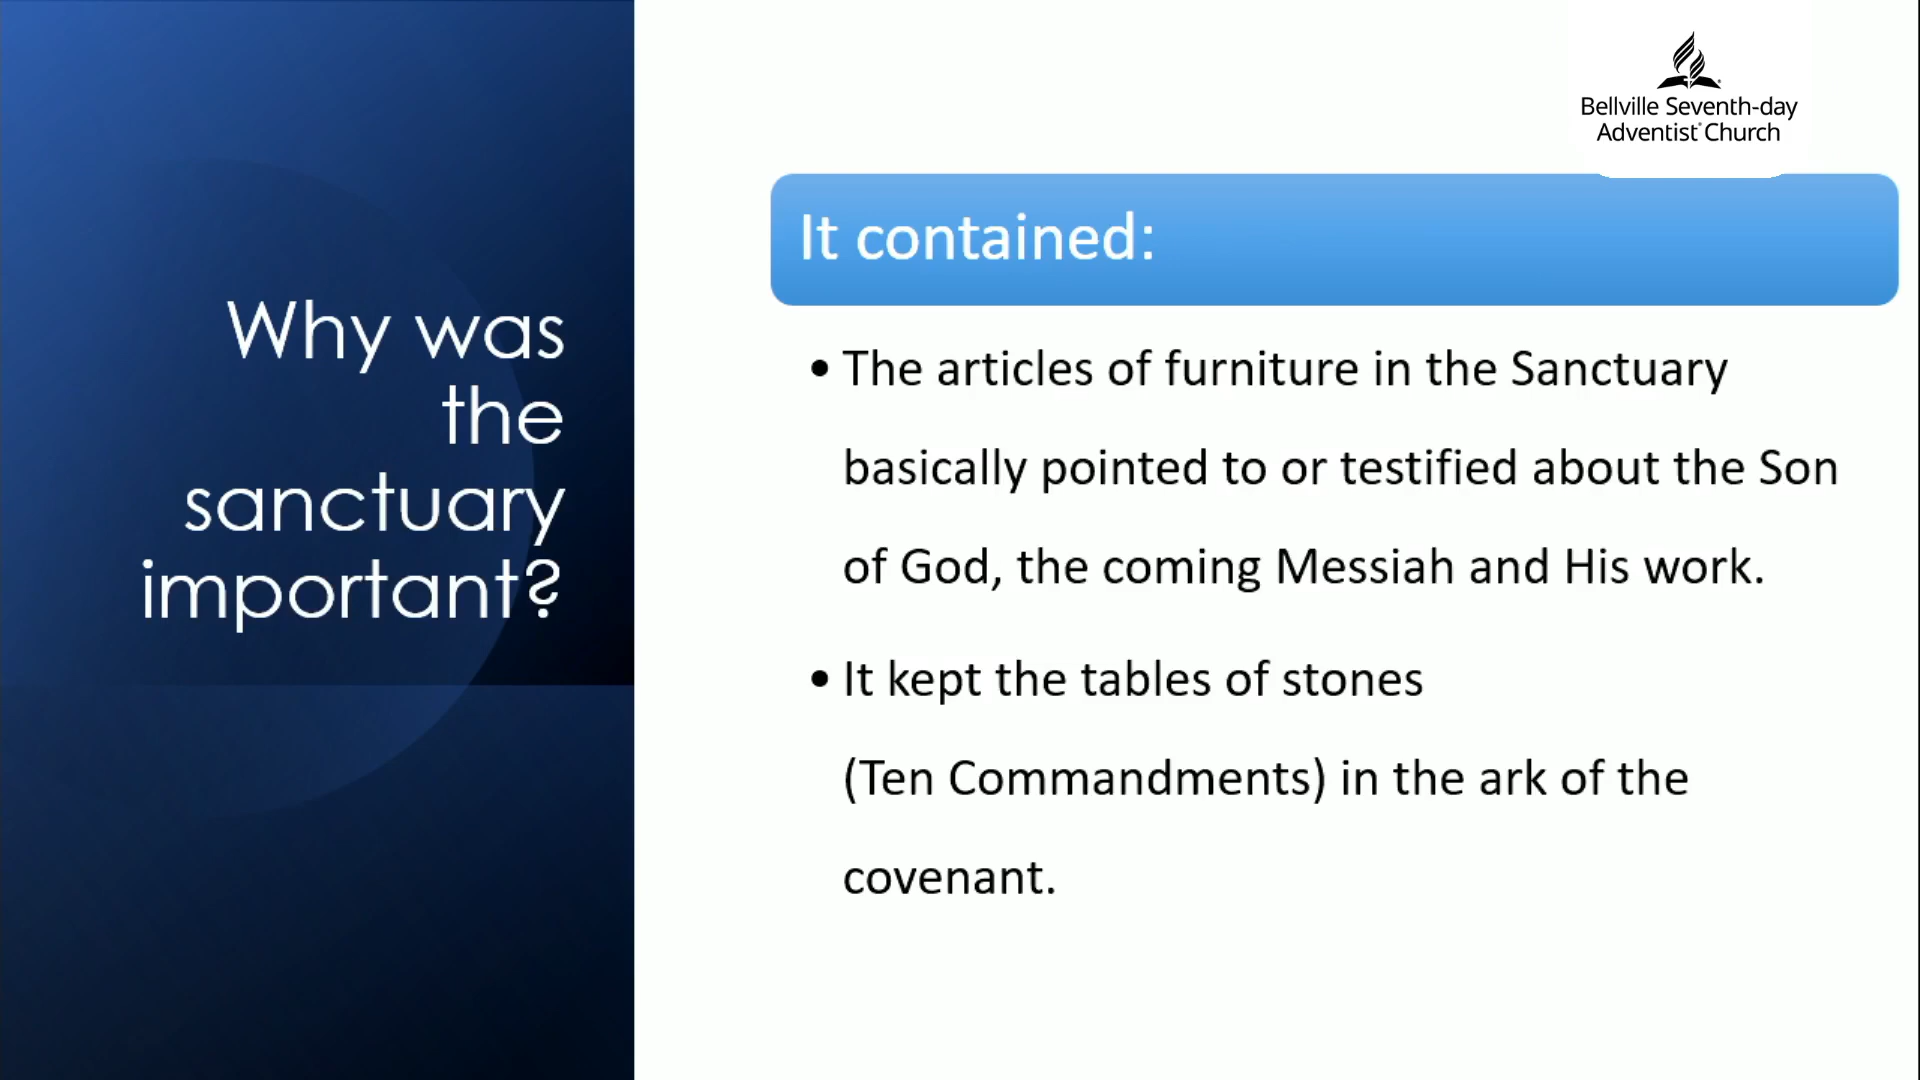 Bellville Seventh-day
Adventist® Church
Why was
the
sanctuary
important?
It contained:
• The articles of furniture in the Sanctuary
basically pointed to or testified about the Son
of God, the coming Messiah and His work.
• It kept the tables of stones
(Ten Commandments) in the ark of the
covenant.